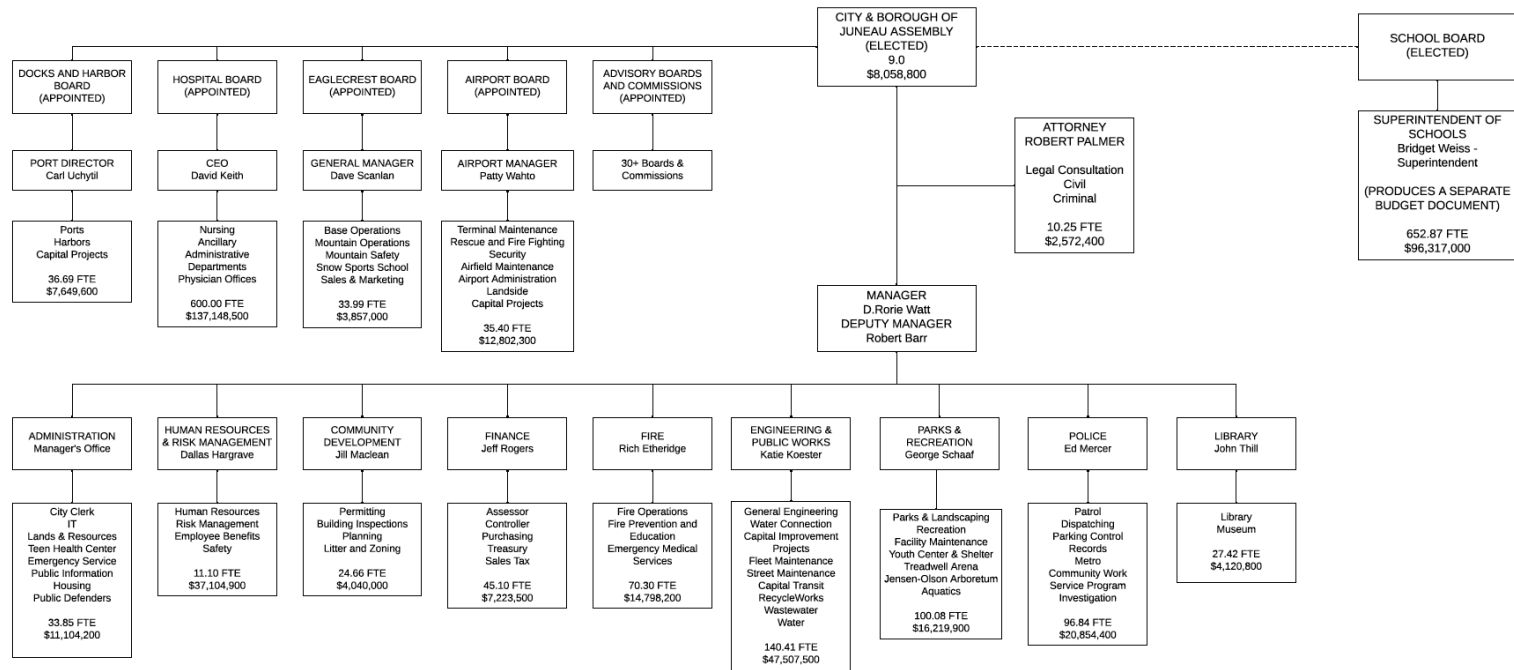 CITY & BOROUGH OF
JUNEAU ASSEMBLY
(ELECTED)
9.0
$8,058,800
SCHOOL BOARD
(ELECTED)
DOCKS AND HARBOR
BOARD
(APPOINTED)
HOSPITAL BOARD
(APPOINTED)
EAGLECREST BOARD
(APPOINTED)
AIRPORT BOARD
(APPOINTED)
ADVISORY BOARDS
AND COMMISSIONS
(APPOINTED)
ATTORNEY
ROBERT PALMER
Legal Consultation
Civil
Criminal
10.25 FTE
$2,572,400
SUPERINTENDENT OF
SCHOOLS
Bridget Weiss -
Superintendent
(PRODUCES A SEPARATE
BUDGET DOCUMENT)
652.87 FTE
$96,317,000
PORT DIRECTOR
Carl Uchytil
CEO
David Keith
GENERAL MANAGER
Dave Scanlan
AIRPORT MANAGER
Patty Wahto
30+ Boards &
Commissions
Ports
Harbors
Capital Projects
36.69 FTE
$7,649,600
Nursing
Ancillary
Administrative
Departments
Physician Offices
600.00 FTE
$137,148,500
Base Operations
Mountain Operations
Mountain Safety
Snow Sports School
Sales & Marketing
33.99 FTE
$3,857,000
Terminal Maintenance
Rescue and Fire Fighting
Security
Airfield Maintenance
Airport Administration
Landside
Capital Projects
35.40 FTE
$12,802,300
MANAGER
D.Rorie Watt
DEPUTY MANAGER
Robert Barr
ADMINISTRATION
Manager's Office
HUMAN RESOURCES
& RISK MANAGEMENT
Dallas Hargrave
COMMUNITY
DEVELOPMENT
Jill Maclean
FINANCE
Jeff Rogers
FIRE
Rich Etheridge
ENGINEERING &
PUBLIC WORKS
Katie Koester
PARKS &
RECREATION
George Schaaf
POLICE
Ed Mercer
LIBRARY
John Thill
City Clerk
IT
Lands & Resources
Teen Health Center
Emergency Service
Public Information
Housing
Public Defenders
33.85 FTE
$11,104,200
Human Resources
Risk Management
Employee Benefits
Safety
11.10 FTE
$37,104,900
Permitting
Building Inspections
Planning
Litter and Zoning
24.66 FTE
$4,040,000
Assessor
Controller
Purchasing
Treasury
Sales Tax
45.10 FTE
$7,223,500
Fire Operations
Fire Prevention and
Education
Emergency Medical
Services
70.30 FTE
$14,798,200
General Engineering
Water Connection
Capital Improvement
Projects
Fleet Maintenance
Street Maintenance
Capital Transit
RecycleWorks
Wastewater
Water
140.41 FTE
$47,507,500
Parks & Landscaping
Recreation
Facility Maintenance
Youth Center & Shelter
Treadwell Arena
Jensen-Olson Arboretum
Aquatics
100.08 FTE
$16,219,900
Patrol
Dispatching
Parking Control
Records
Metro
Community Work
Service Program
Investigation
96.84 FTE
$20,854,400
Library
Museum
27.42 FTE
$4,120,800